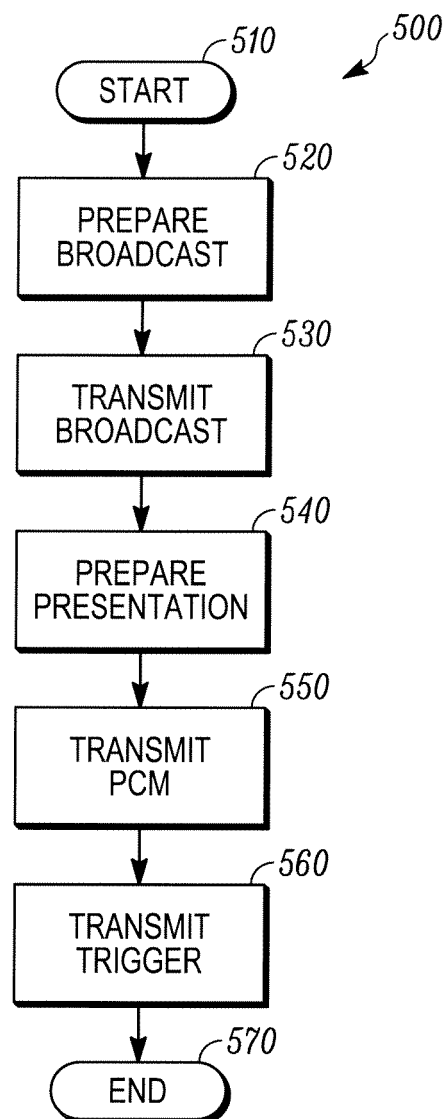 510
500
START
520
PREPARE
BROADCAST
530
TRANSMIT
BROADCAST
540
PREPARE
PRESENTATION
550
TRANSMIT
PCM
560
TRANSMIT
TRIGGER
570
END